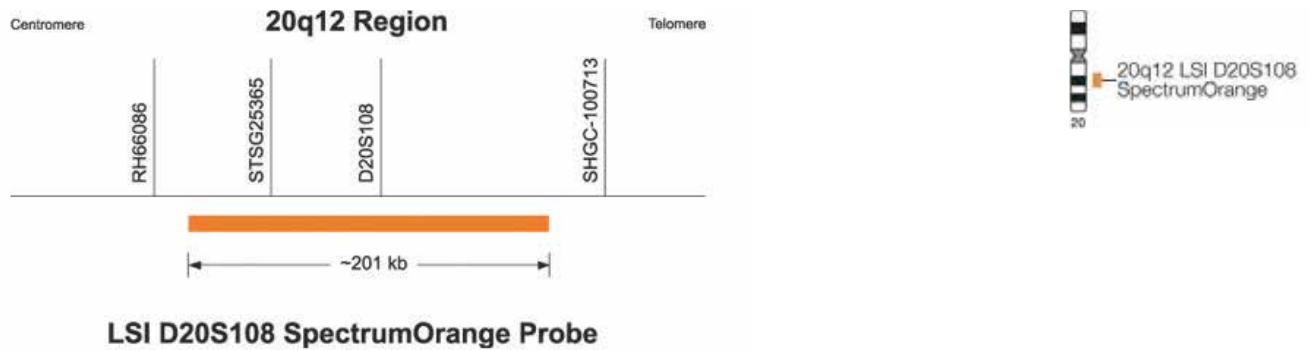 Centromere
20q12 Region
Telomere
RH66086
STSG25365
D20S108
SHGC-100713
~201 kb
LSI D20S108 SpectrumOrange Probe
20q12 LSI D20S108
SpectrumOrange
20